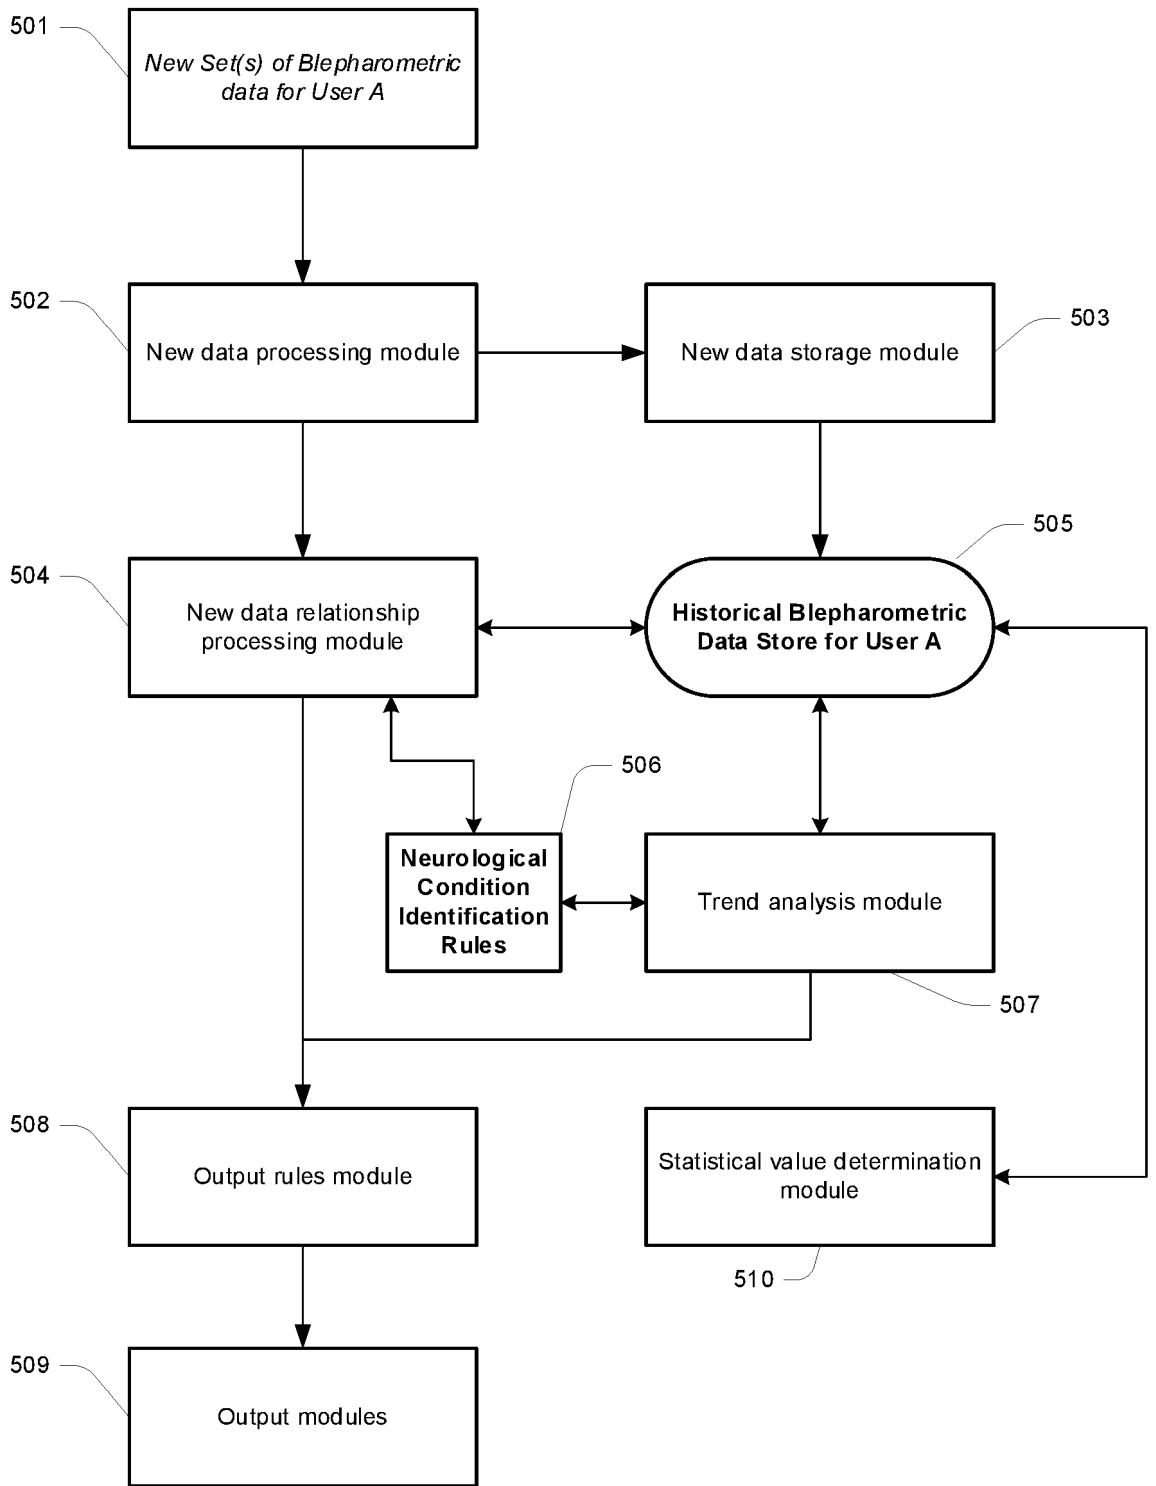 501
New Set(s) of Blepharometric
data for User A
502
New data processing module
New data storage module
503
504
New data relationship
processing module
505
Historical Blepharometric
Data Store for User A
506
Neurological
Condition
Identification
Rules
Trend analysis module
507
508
Output rules module
Statistical value determination
module
510
509
Output modules